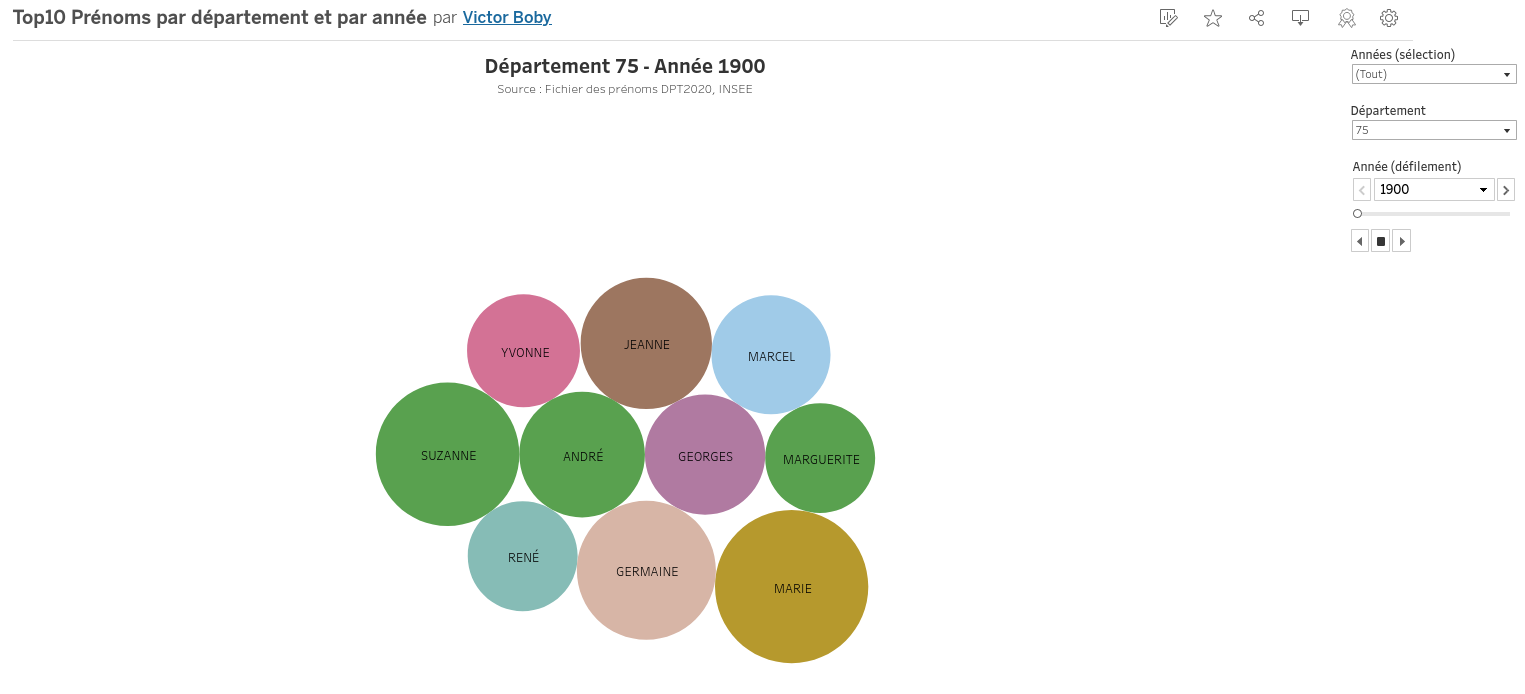 Top10 Prénoms par département et par année par Victor Boby
Département 75 - Année 1900
Source : Fichier des prénoms DPT2020, INSEE
Années (sélection)
(Tout)
Département
75
Année (défilement)
1900
YVONNE
JEANNE
MARCEL
SUZANNE
ANDRÉ
GEORGES
MARGUERITE
RENÉ
GERMAINE
MARIE